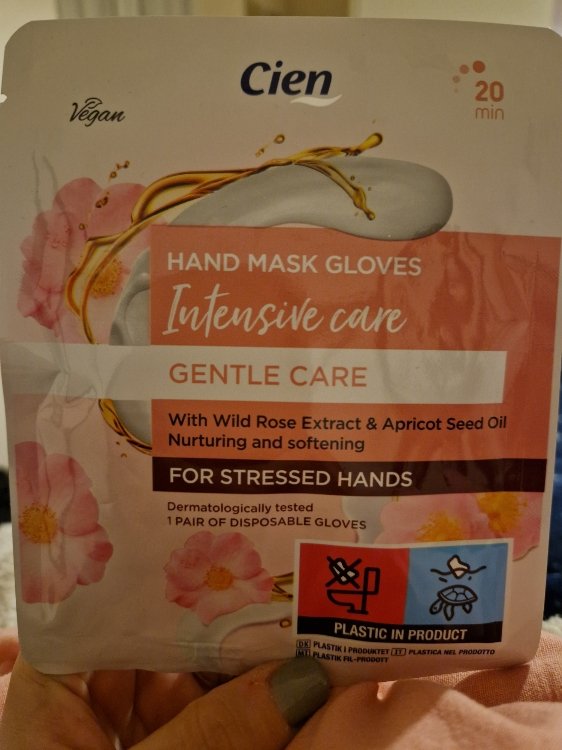 Cien
Vegan
20
min
HAND MASK GLOVES
Intensive care
GENTLE CARE
With Wild Rose Extract & Apricot Seed Oil
Nurturing and softening
FOR STRESSED HANDS
Dermatologically tested
1 PAIR OF DISPOSABLE GLOVES
PLASTIC IN PRODUCT
DK PLASTIK I PRODUKTET IT PLASTICA NEL PRODOTTO
MT PLASTIK FIL-PRODOTT